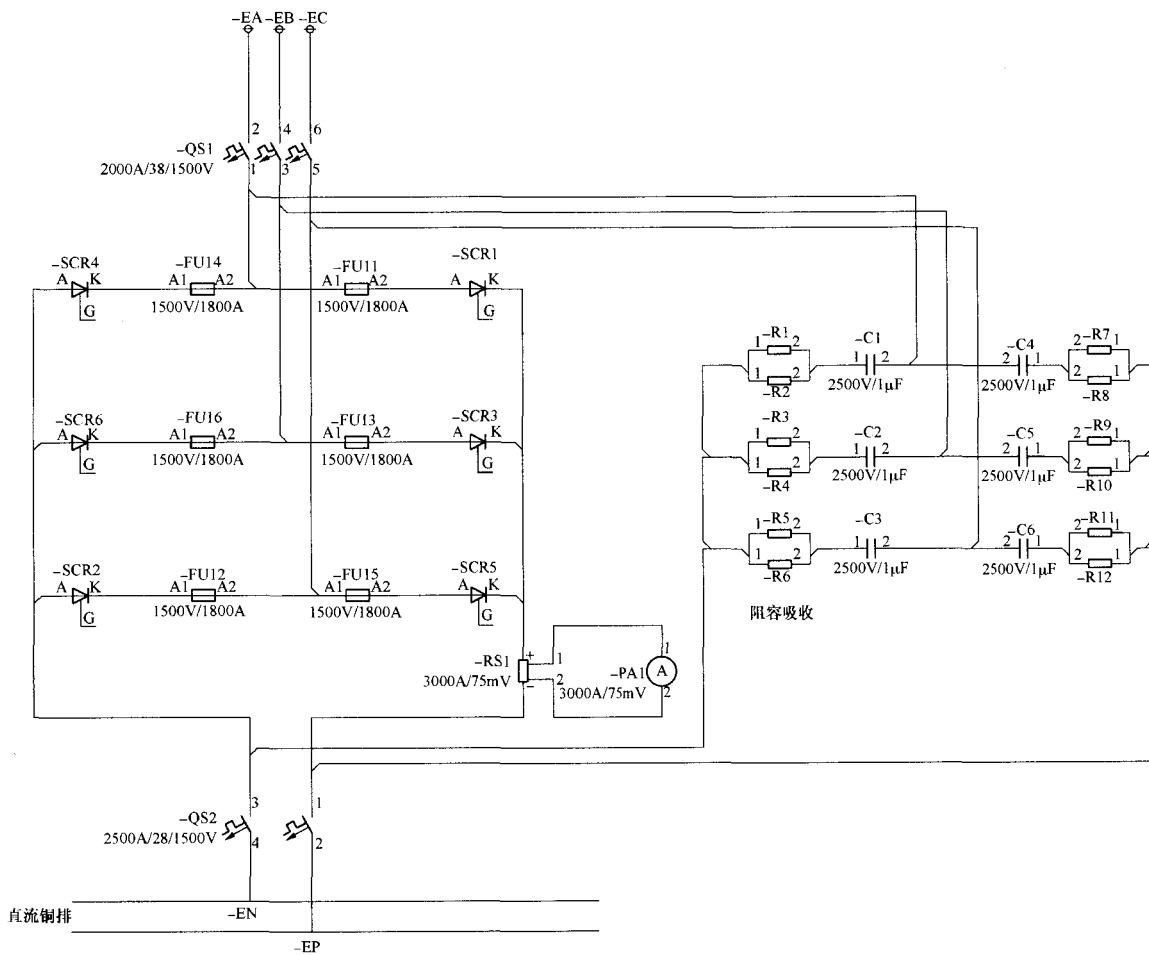 -EA -EB -EC
2 4 6
-QS1
2000A/38/1500V
1 3 5
-SCR4 -FU14 -FU11 -SCR1
A K A1 A2 A1 A2 A K
G 1500V/1800A 1500V/1800A G
-R1 -C1 -C4 -R7
1 2 1 2 2 1 2 1
1 2 2500V/1μF 2500V/1μF 2 1
-R2 -R8
-SCR6 -FU16 -FU13 -SCR3
A K A1 A2 A1 A2 A K
G 1500V/1800A 1500V/1800A G
-R3 -C2 -C5 -R9
1 2 1 2 2 1 2 1
1 2 2500V/1μF 2500V/1μF 2 1
-R4 -R10
-R5 -C3 -C6 -R11
1 2 1 2 2 1 2 1
1 2 2500V/1μF 2500V/1μF 2 1
-R6 -R12
-SCR2 -FU12 -FU15 -SCR5
A K A1 A2 A1 A2 A K
G 1500V/1800A 1500V/1800A G
阻容吸收
-RS1 + 1 -PA1 1
3000A/75mV - 2 3000A/75mV A 2
3 1
-QS2
2500A/28/1500V
4 2
直流铜排
-EN
-EP